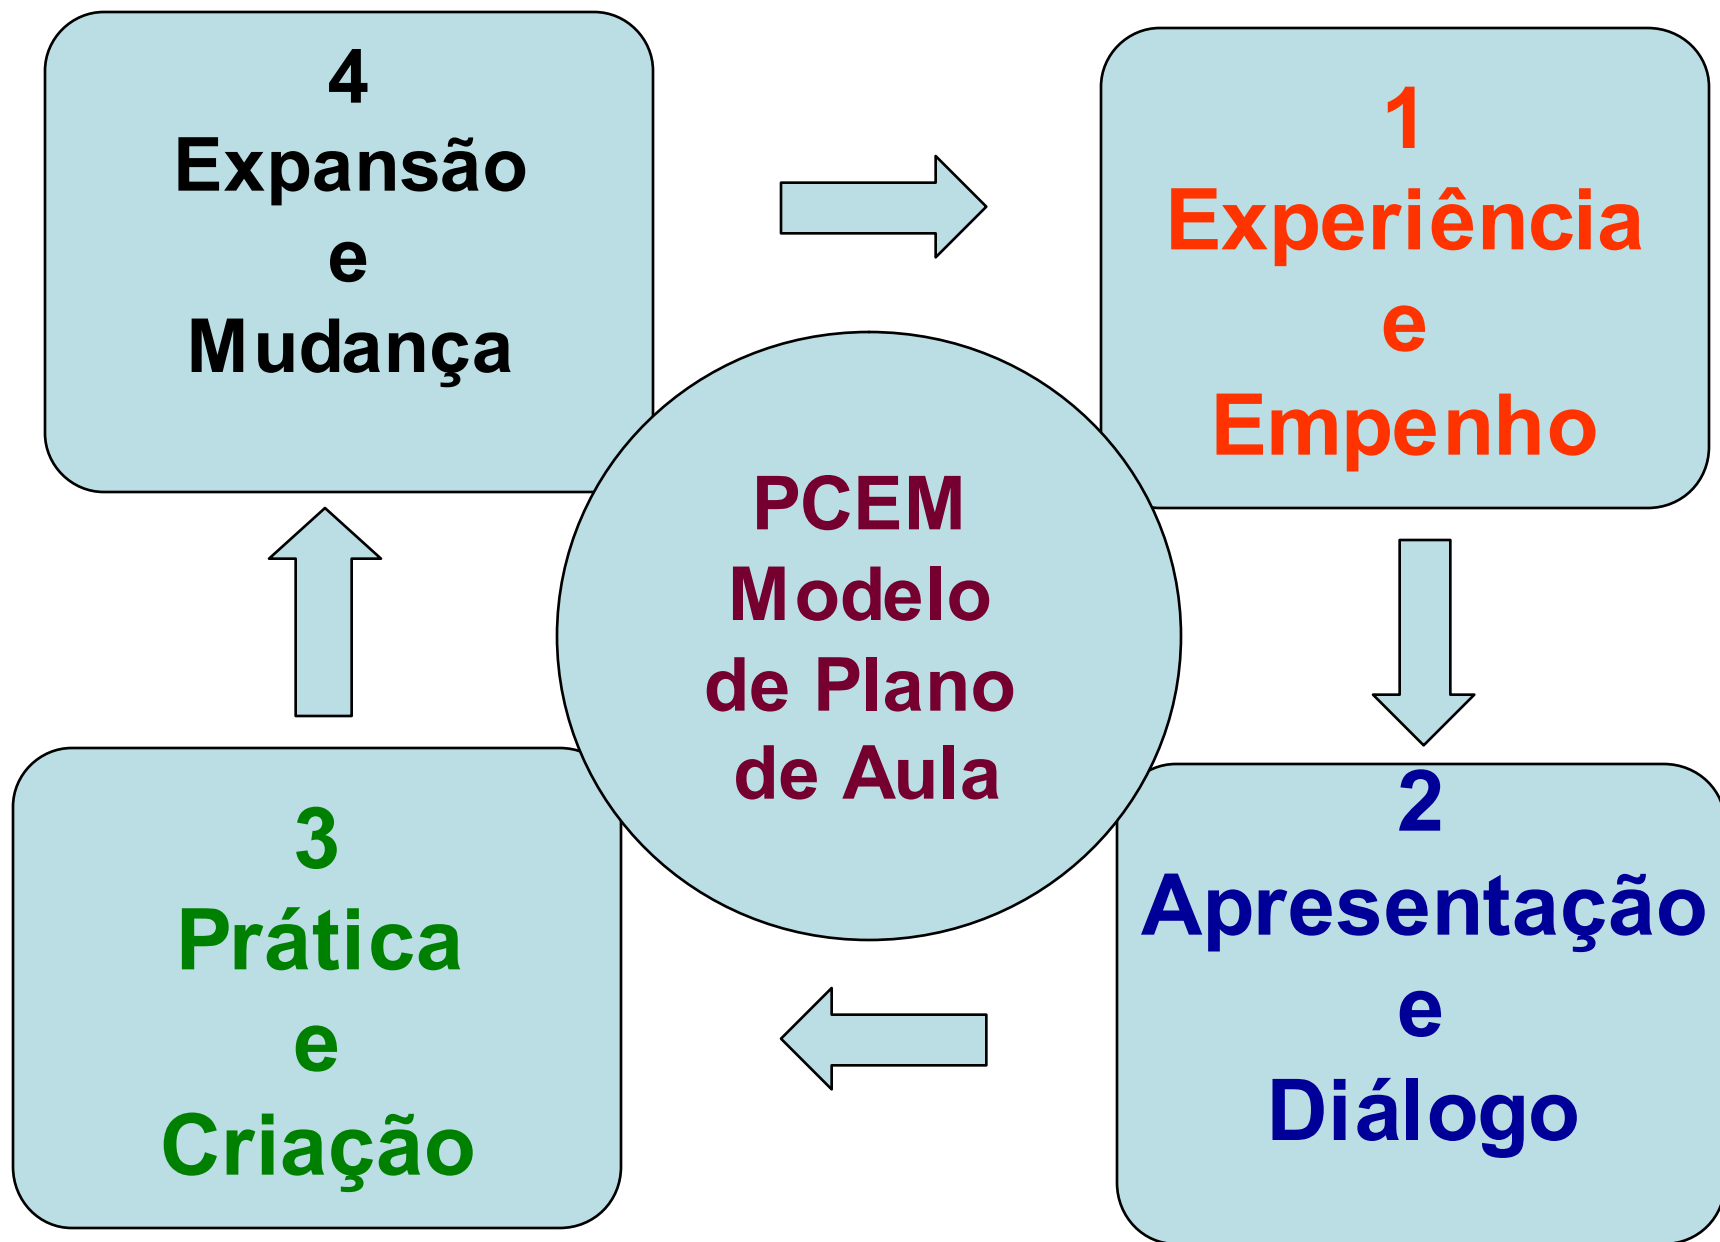 4
Expansão
e
Mudança
1
Experiência
e
Empenho
PCEM
Modelo
de Plano
de Aula
3
Prática
e
Criação
2
Apresentação
e
Diálogo